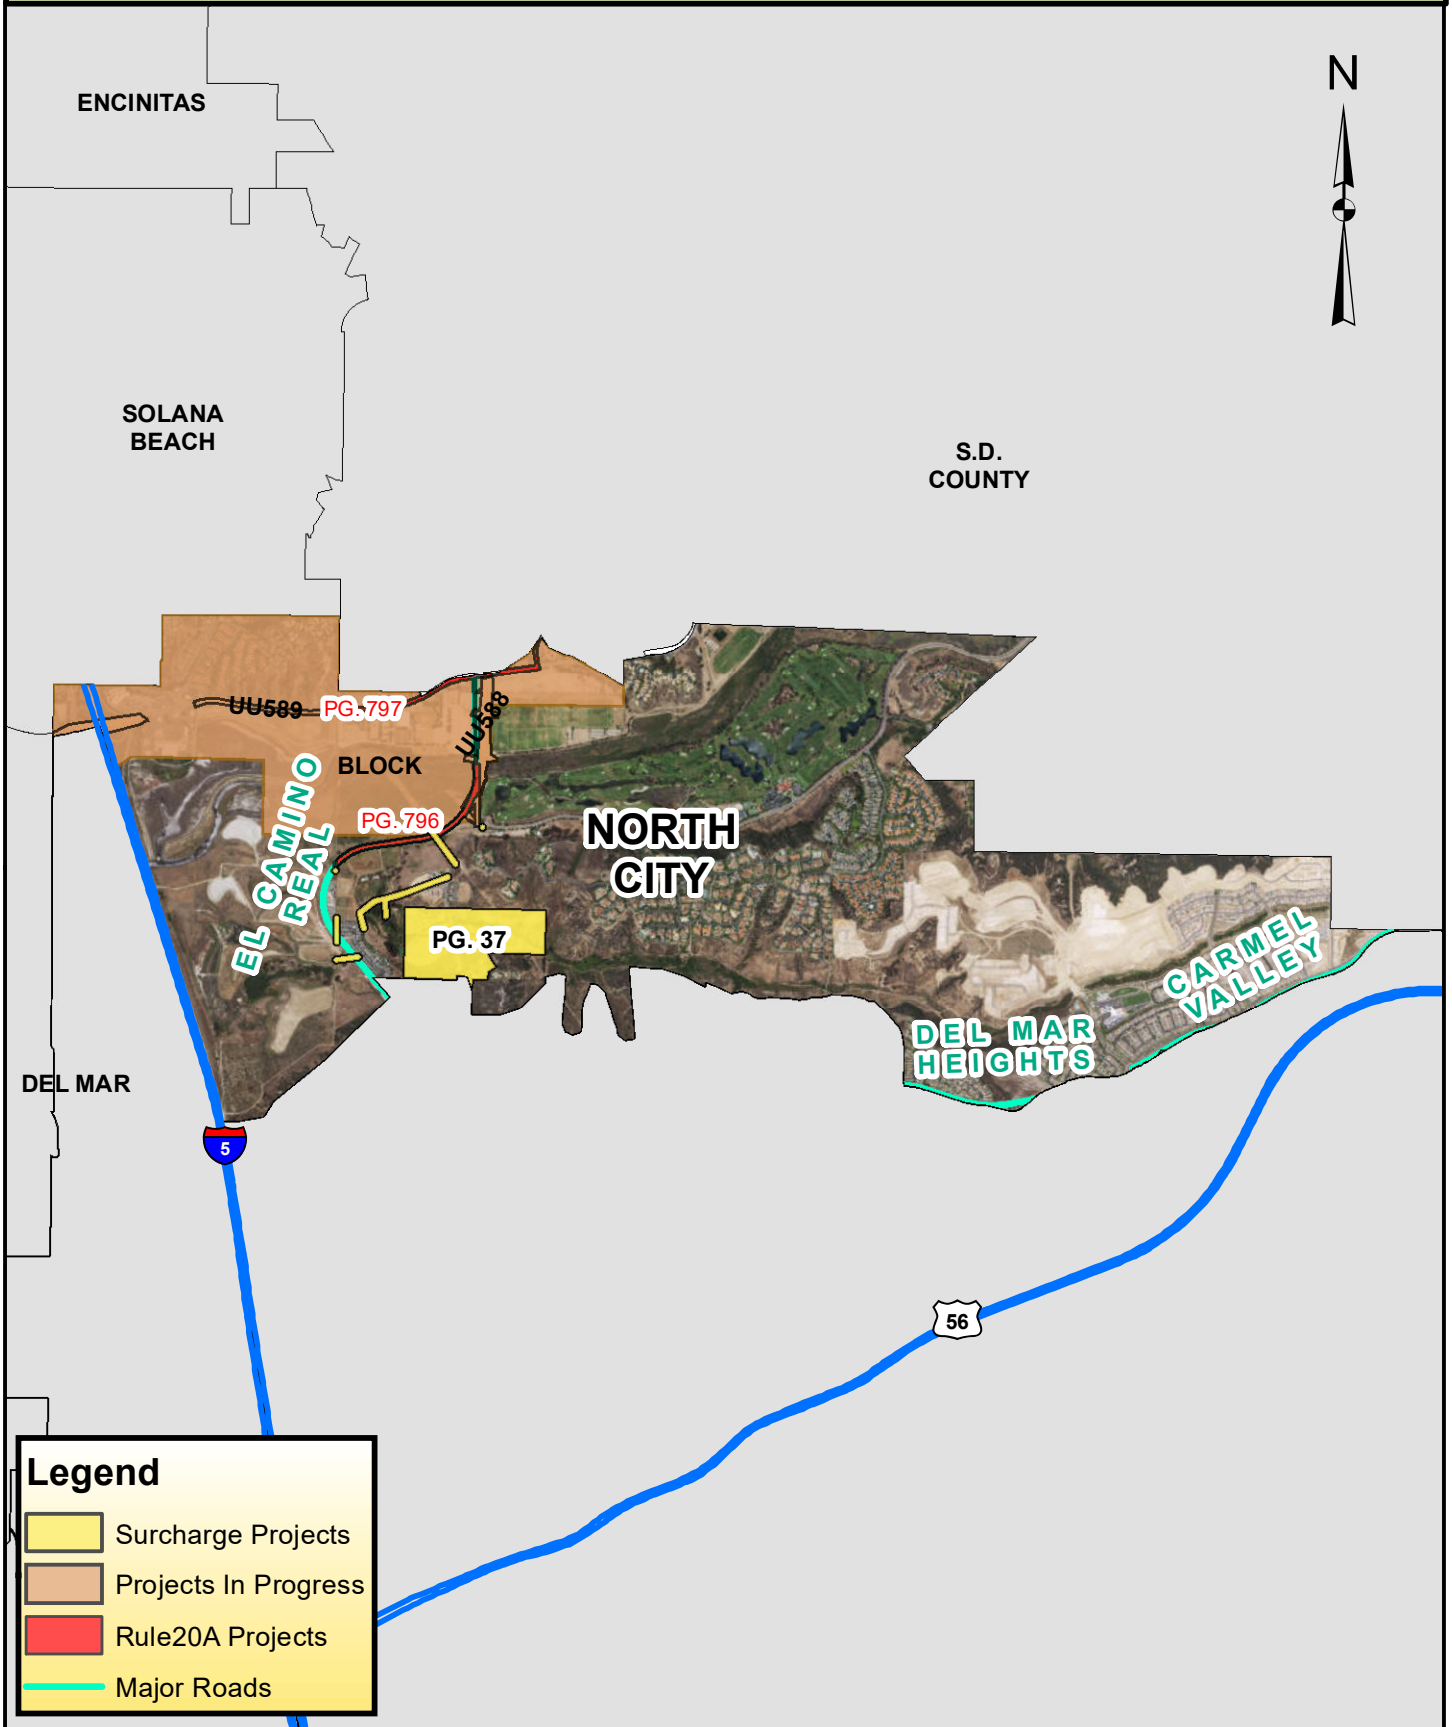 ENCINITAS
N
SOLANA
BEACH
S.D.
COUNTY
UU589
PG. 797
UU588
BLOCK
PG. 796
EL CAMINO
REAL
NORTH
CITY
PG. 37
CARMEL
VALLEY
DEL MAR
HEIGHTS
DEL MAR
5
56
Legend
Surcharge Projects
Projects In Progress
Rule20A Projects
Major Roads